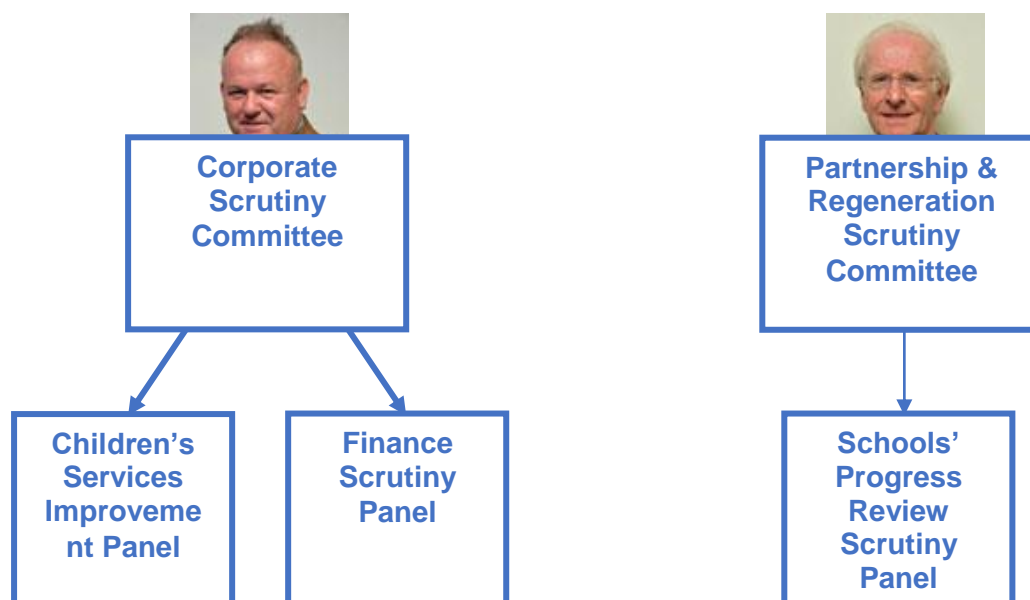 Corporate
Scrutiny
Committee
Partnership &
Regeneration
Scrutiny
Committee
Children’s
Services
Improveme
nt Panel
Finance
Scrutiny
Panel
Schools’
Progress
Review
Scrutiny
Panel